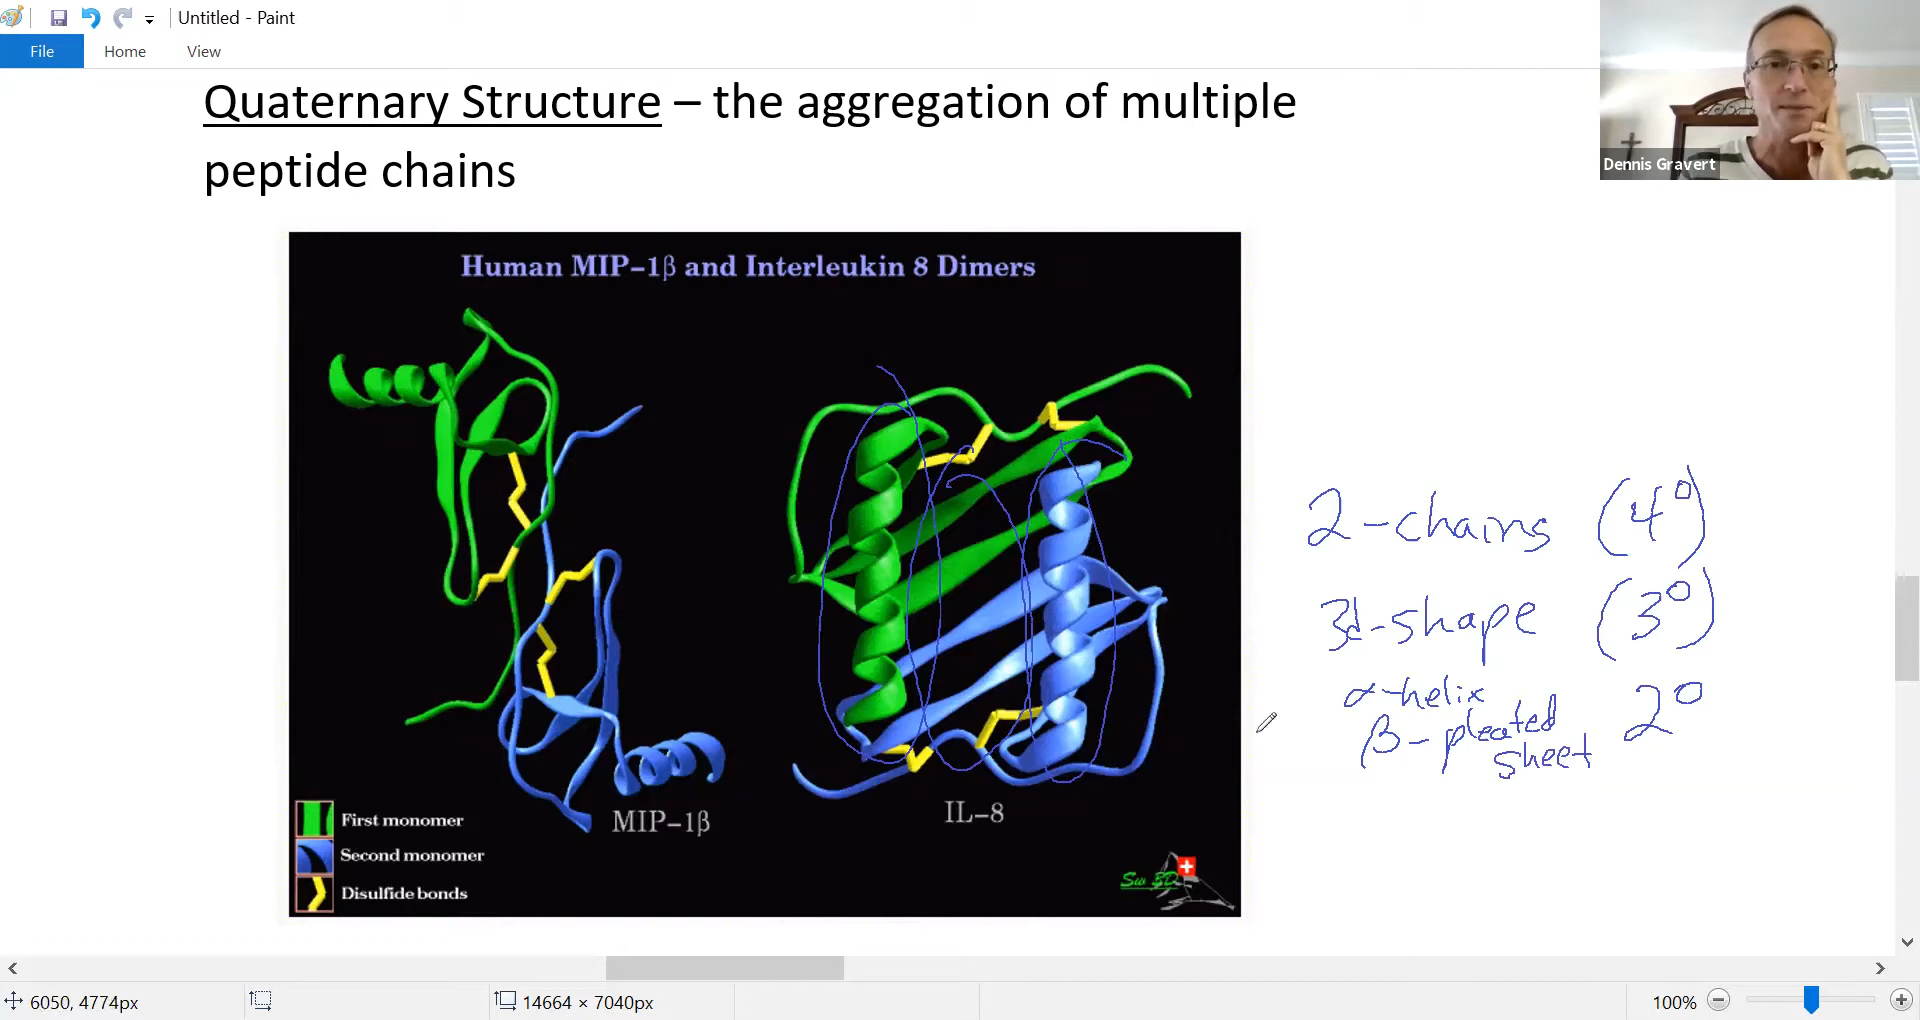 Untitled - Paint
File Home View
Dennis Gravert
Quaternary Structure – the aggregation of multiple
peptide chains
Human MIP-1β and Interleukin 8 Dimers
2-chains (4°)
3d-shape (3°)
α-helix
β-pleated sheet 2°
MIP-1β
IL-8
First monomer
Second monomer
Disulfide bonds
Sw 3D
6050, 4774px
14664 × 7040px
100%